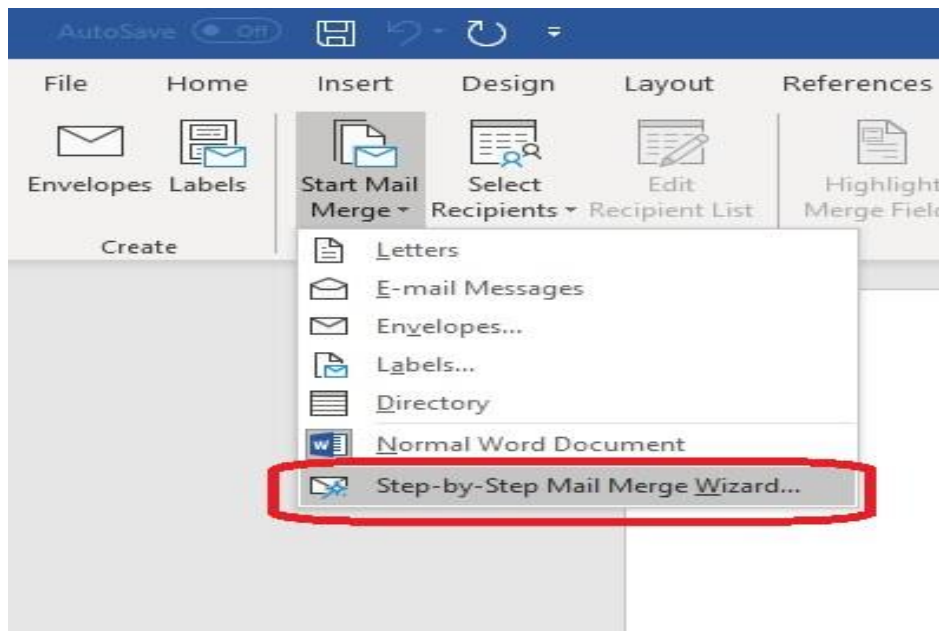 AutoSave Off
File Home Insert Design Layout References
Envelopes Labels Start Mail Merge Select Recipients Edit Recipient List Highlight
Create
Letters
E-mail Messages
Envelopes...
Labels...
Directory
Normal Word Document
Step-by-Step Mail Merge Wizard...